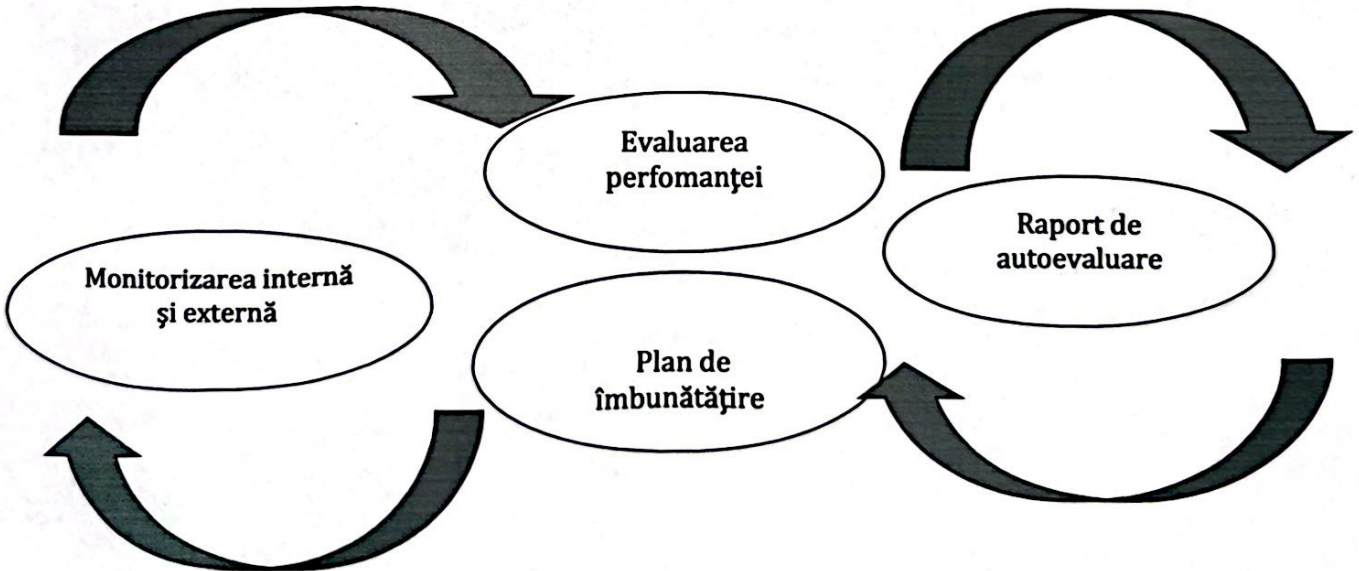 Evaluarea
perfomanţei
Raport de
autoevaluare
Monitorizarea internă
şi externă
Plan de
îmbunătăţire